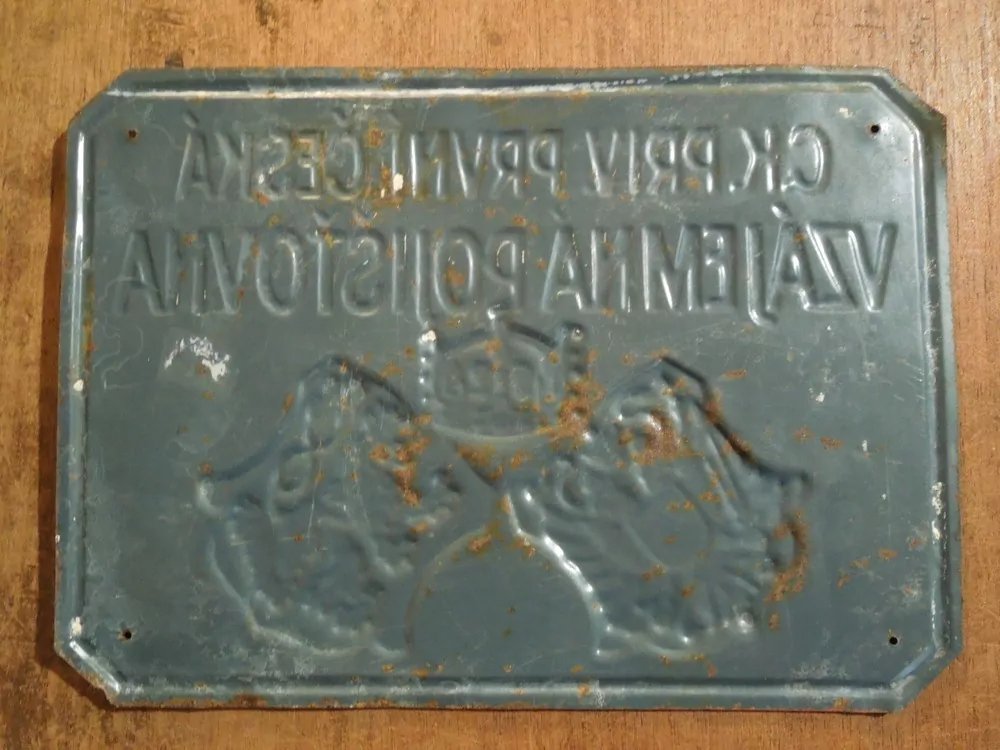 C.K. PRIV. PRVNÍ ČESKÁ
VZÁJEMNÁ POJIŠŤOVNA